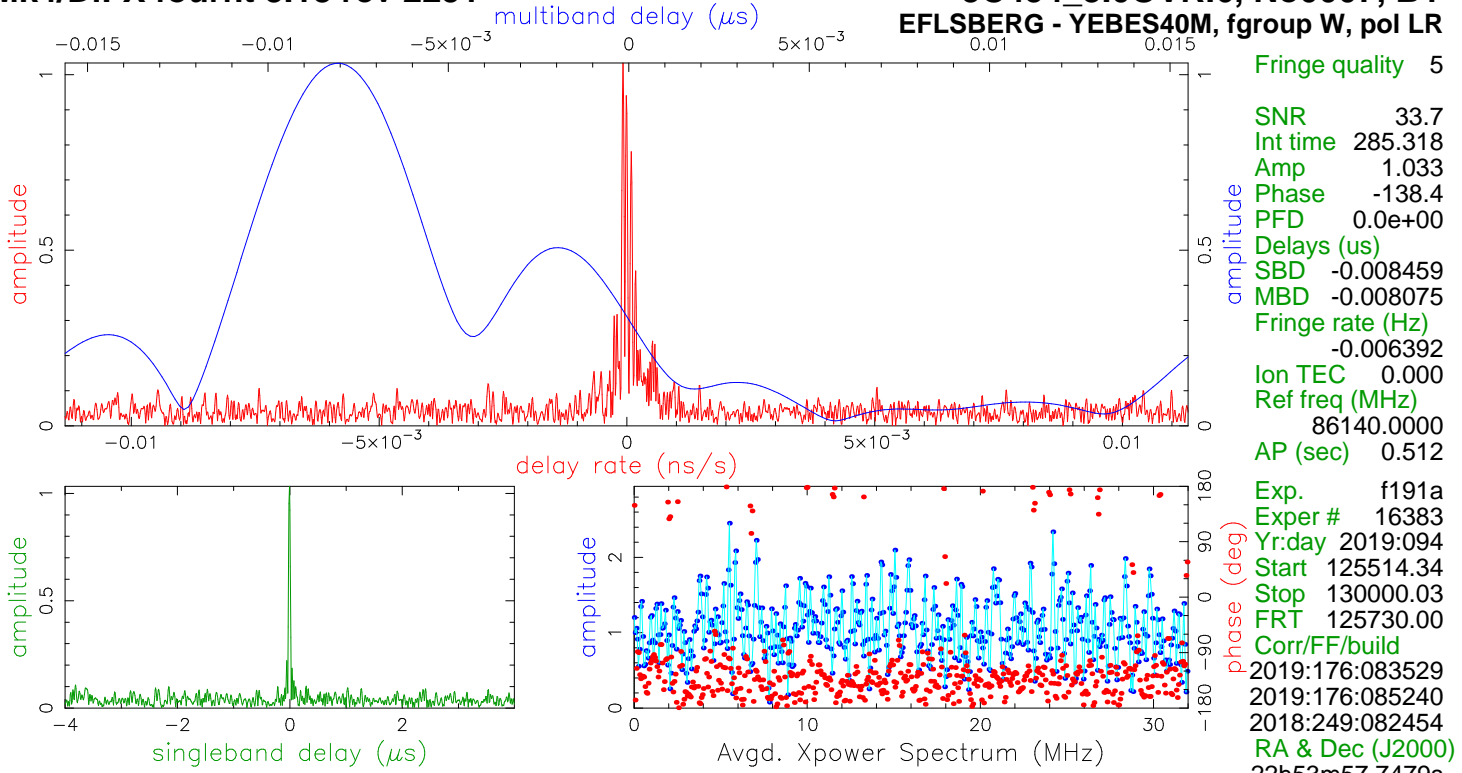 multiband delay (μs)
EFLSBERG - YEBES40M, fgroup W, pol LR
−0.015 −0.01 −5×10⁻³ 0 5×10⁻³ 0.01 0.015
Fringe quality 5
SNR 33.7
Int time 285.318
Amp 1.033
Phase -138.4
PFD 0.0e+00
Delays (us)
SBD -0.008459
MBD -0.008075
Fringe rate (Hz)
-0.006392
Ion TEC 0.000
Ref freq (MHz)
86140.0000
AP (sec) 0.512
Exp. f191a
Exper # 16383
Yr:day 2019:094
Start 125514.34
Stop 130000.03
FRT 125730.00
Corr/FF/build
2019:176:083529
2019:176:085240
2018:249:082454
RA & Dec (J2000)
amplitude
0 0.5 1
amplitude
0 0.5 1
−0.01 −5×10⁻³ 0 5×10⁻³ 0.01
delay rate (ns/s)
amplitude
0 0.5 1
−4 −2 0 2
singleband delay (μs)
amplitude
0 1 2
0 10 20 30
Avgd. Xpower Spectrum (MHz)
phase (deg)
−180 −90 0 90 180